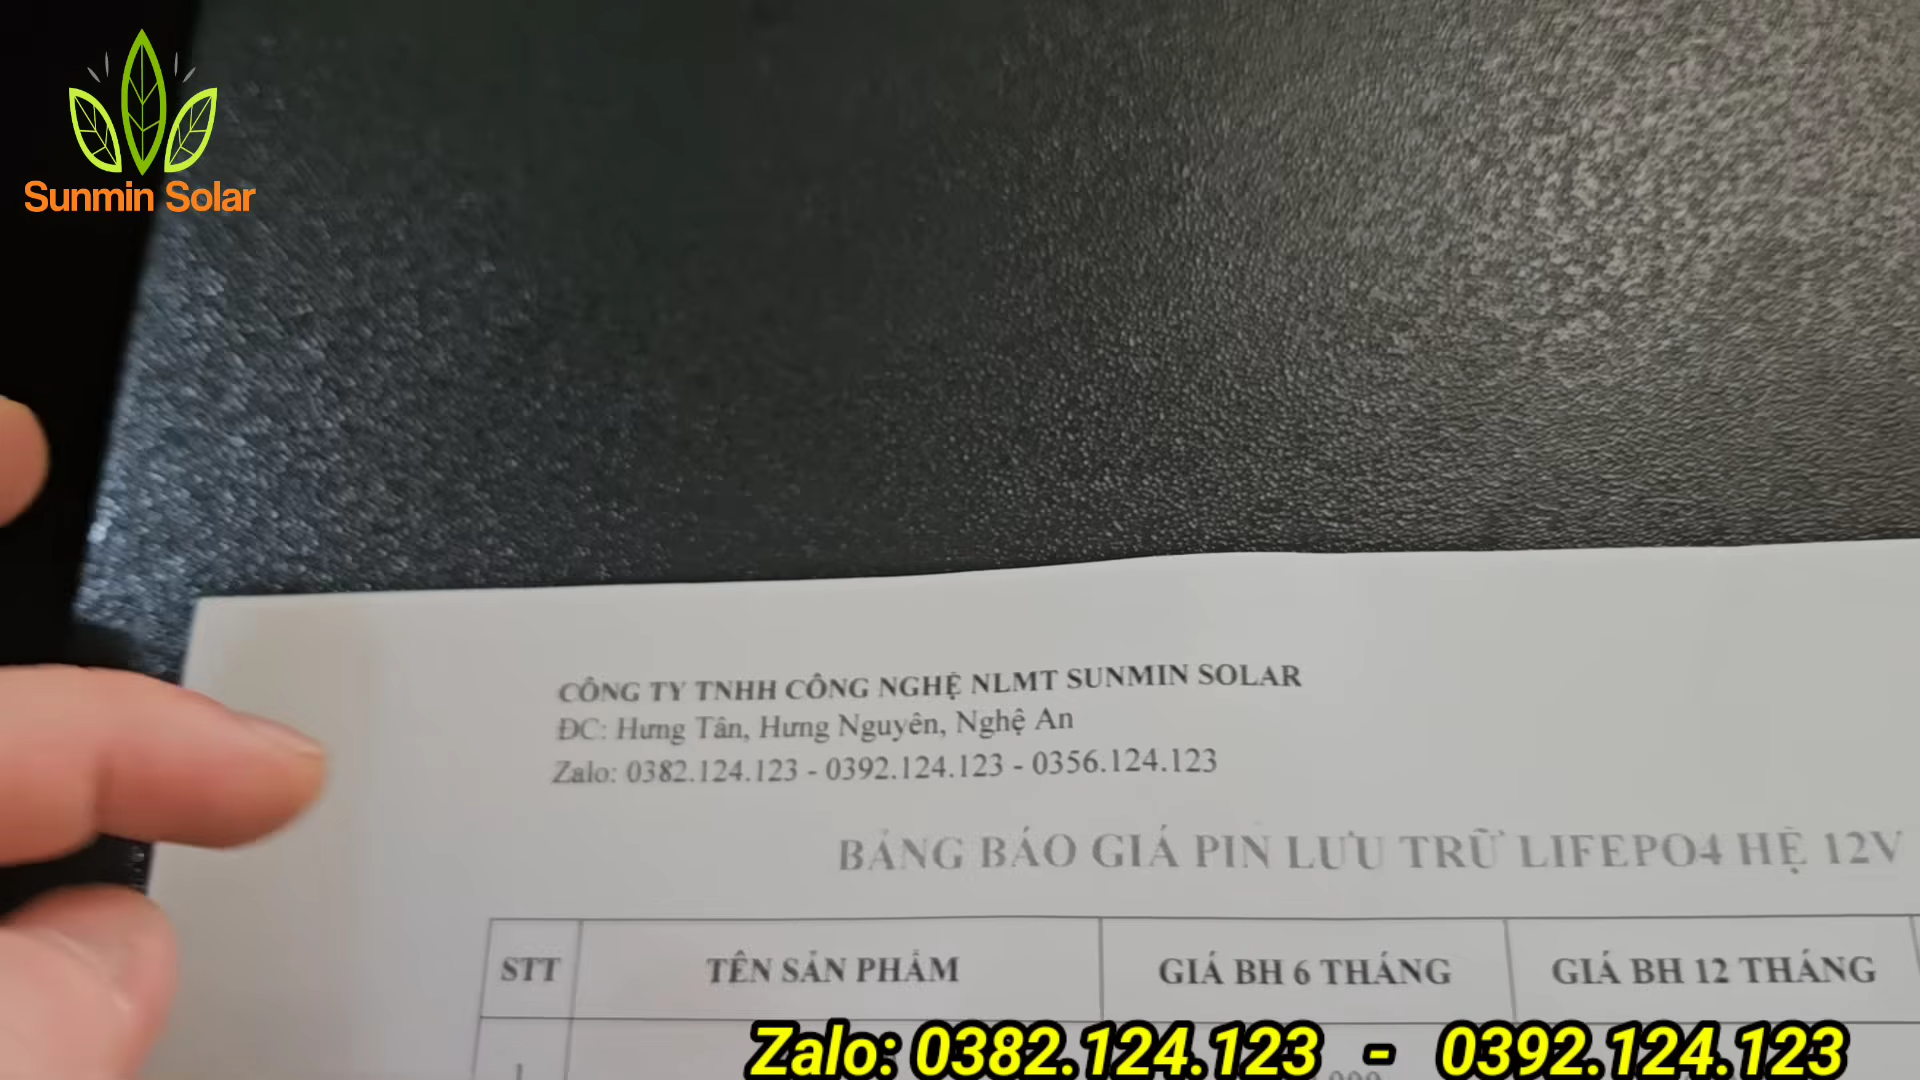 Sunmin Solar
CÔNG TY TNHH CÔNG NGHỆ NLMT SUNMIN SOLAR
ĐC: Hưng Tân, Hưng Nguyên, Nghệ An
Zalo: 0382.124.123 - 0392.124.123 - 0356.124.123
BẢNG BÁO GIÁ PIN LƯU TRỮ LIFEPO4 HỆ 12V
STT TÊN SẢN PHẨM GIÁ BH 6 THÁNG GIÁ BH 12 THÁNG
Zalo: 0382.124.123 - 0392.124.123